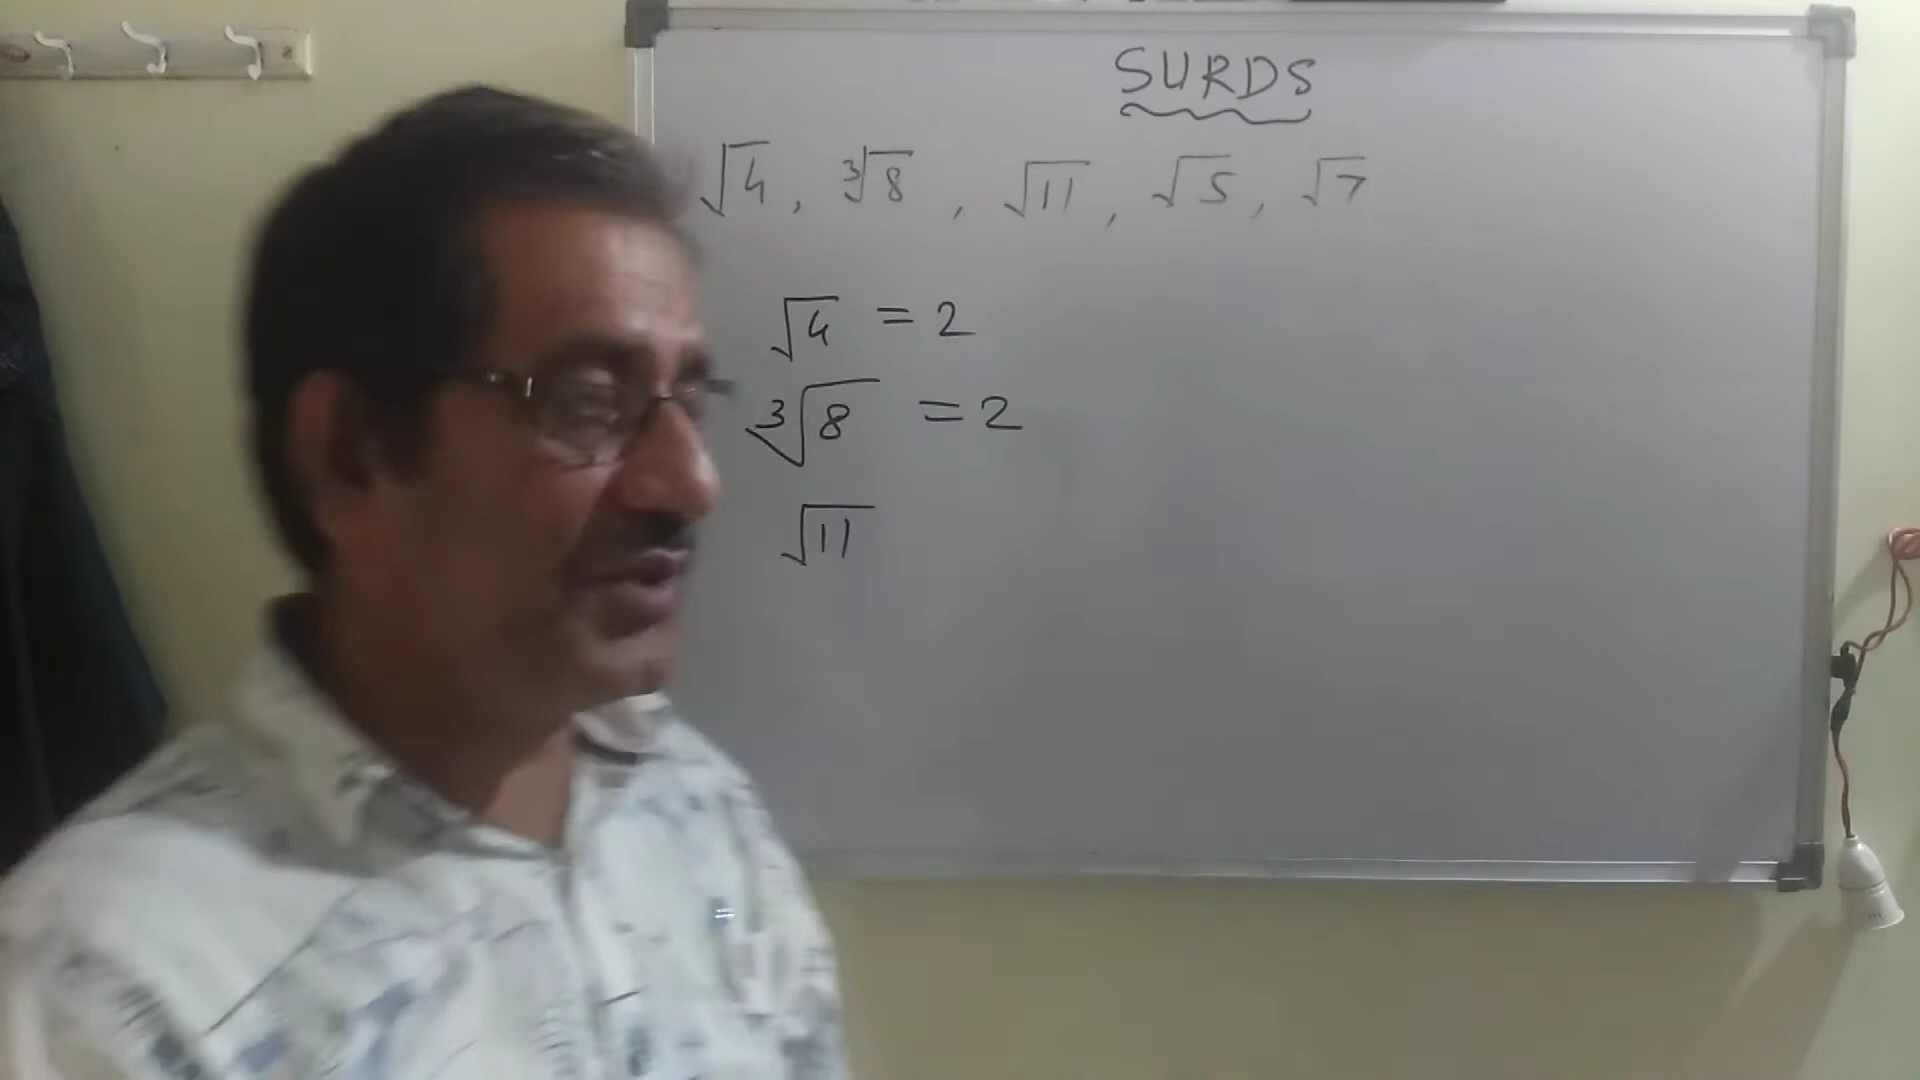 SURDS
√4, ∛8, √11, √5, √7
√4 = 2
∛8 = 2
√11